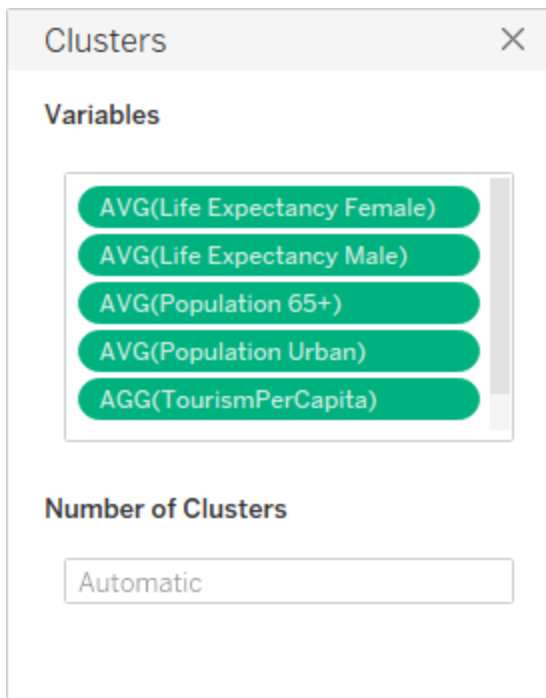 Clusters
Variables
AVG(Life Expectancy Female)
AVG(Life Expectancy Male)
AVG(Population 65+)
AVG(Population Urban)
AGG(TourismPerCapita)
Number of Clusters
Automatic